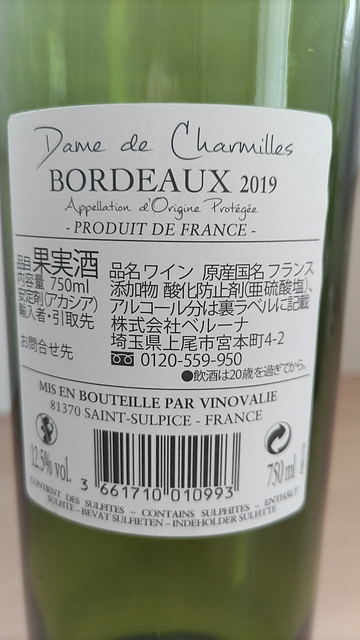 Dame de Charmilles
BORDEAUX 2019
Appellation d'Origine Protégée
- PRODUIT DE FRANCE -
品目 果実酒
内容量 750ml
安定剤(アカシア)
輸入者・引取先
お問合せ先
品名 ワイン 原産国名 フランス
添加物 酸化防止剤(亜硫酸塩)、
アルコール分は裏ラベルに記載
株式会社ベルーナ
埼玉県上尾市宮本町4-2
0120-559-950
●飲酒は20歳を過ぎてから。
MIS EN BOUTEILLE PAR VINOVALIE
81370 SAINT-SULPICE - FRANCE
12.5% vol.
3 661710 010993
750 ml
CONTIENT DES SULFITES - CONTAINS SULPHITES - ENTHÄLT
SULFITE - BEVAT SULFIETEN - INDEHOLDER SULFITTE